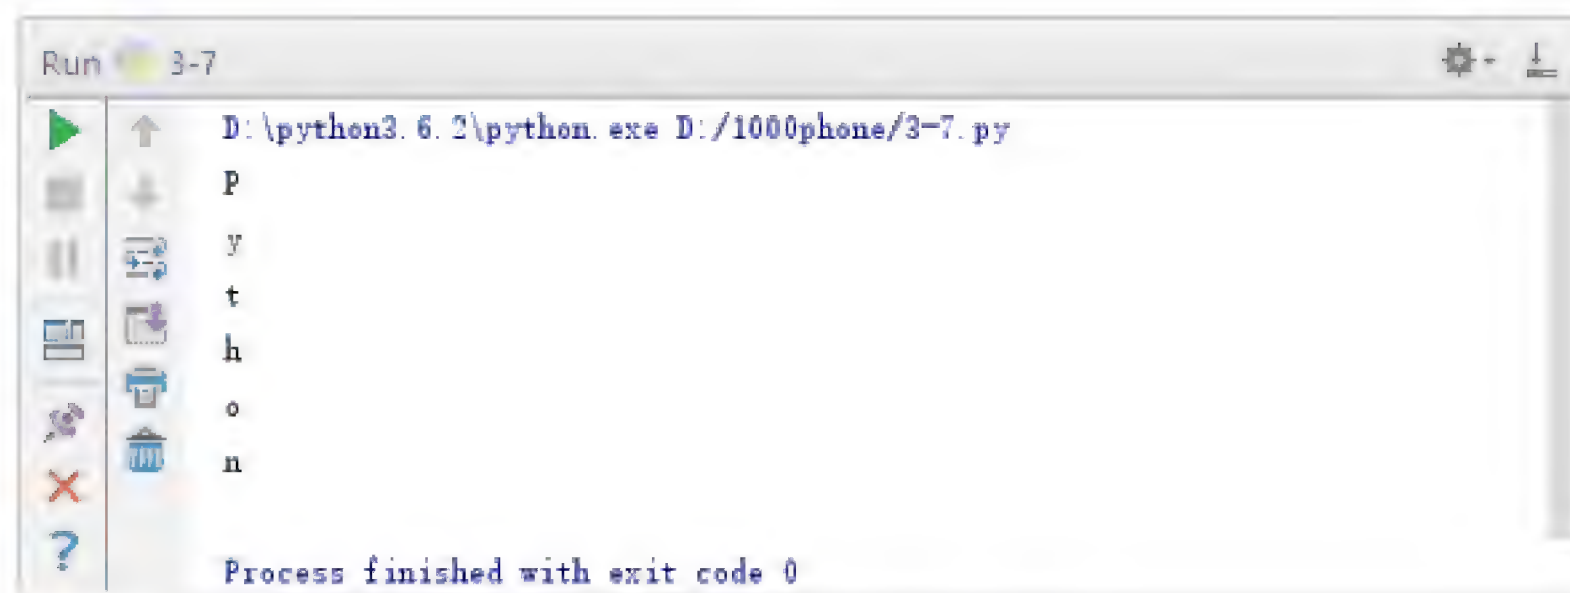 Run 3-7
D:\python3.6.2\python.exe D:/1000phone/3-7.py
P
y
t
h
o
n
Process finished with exit code 0